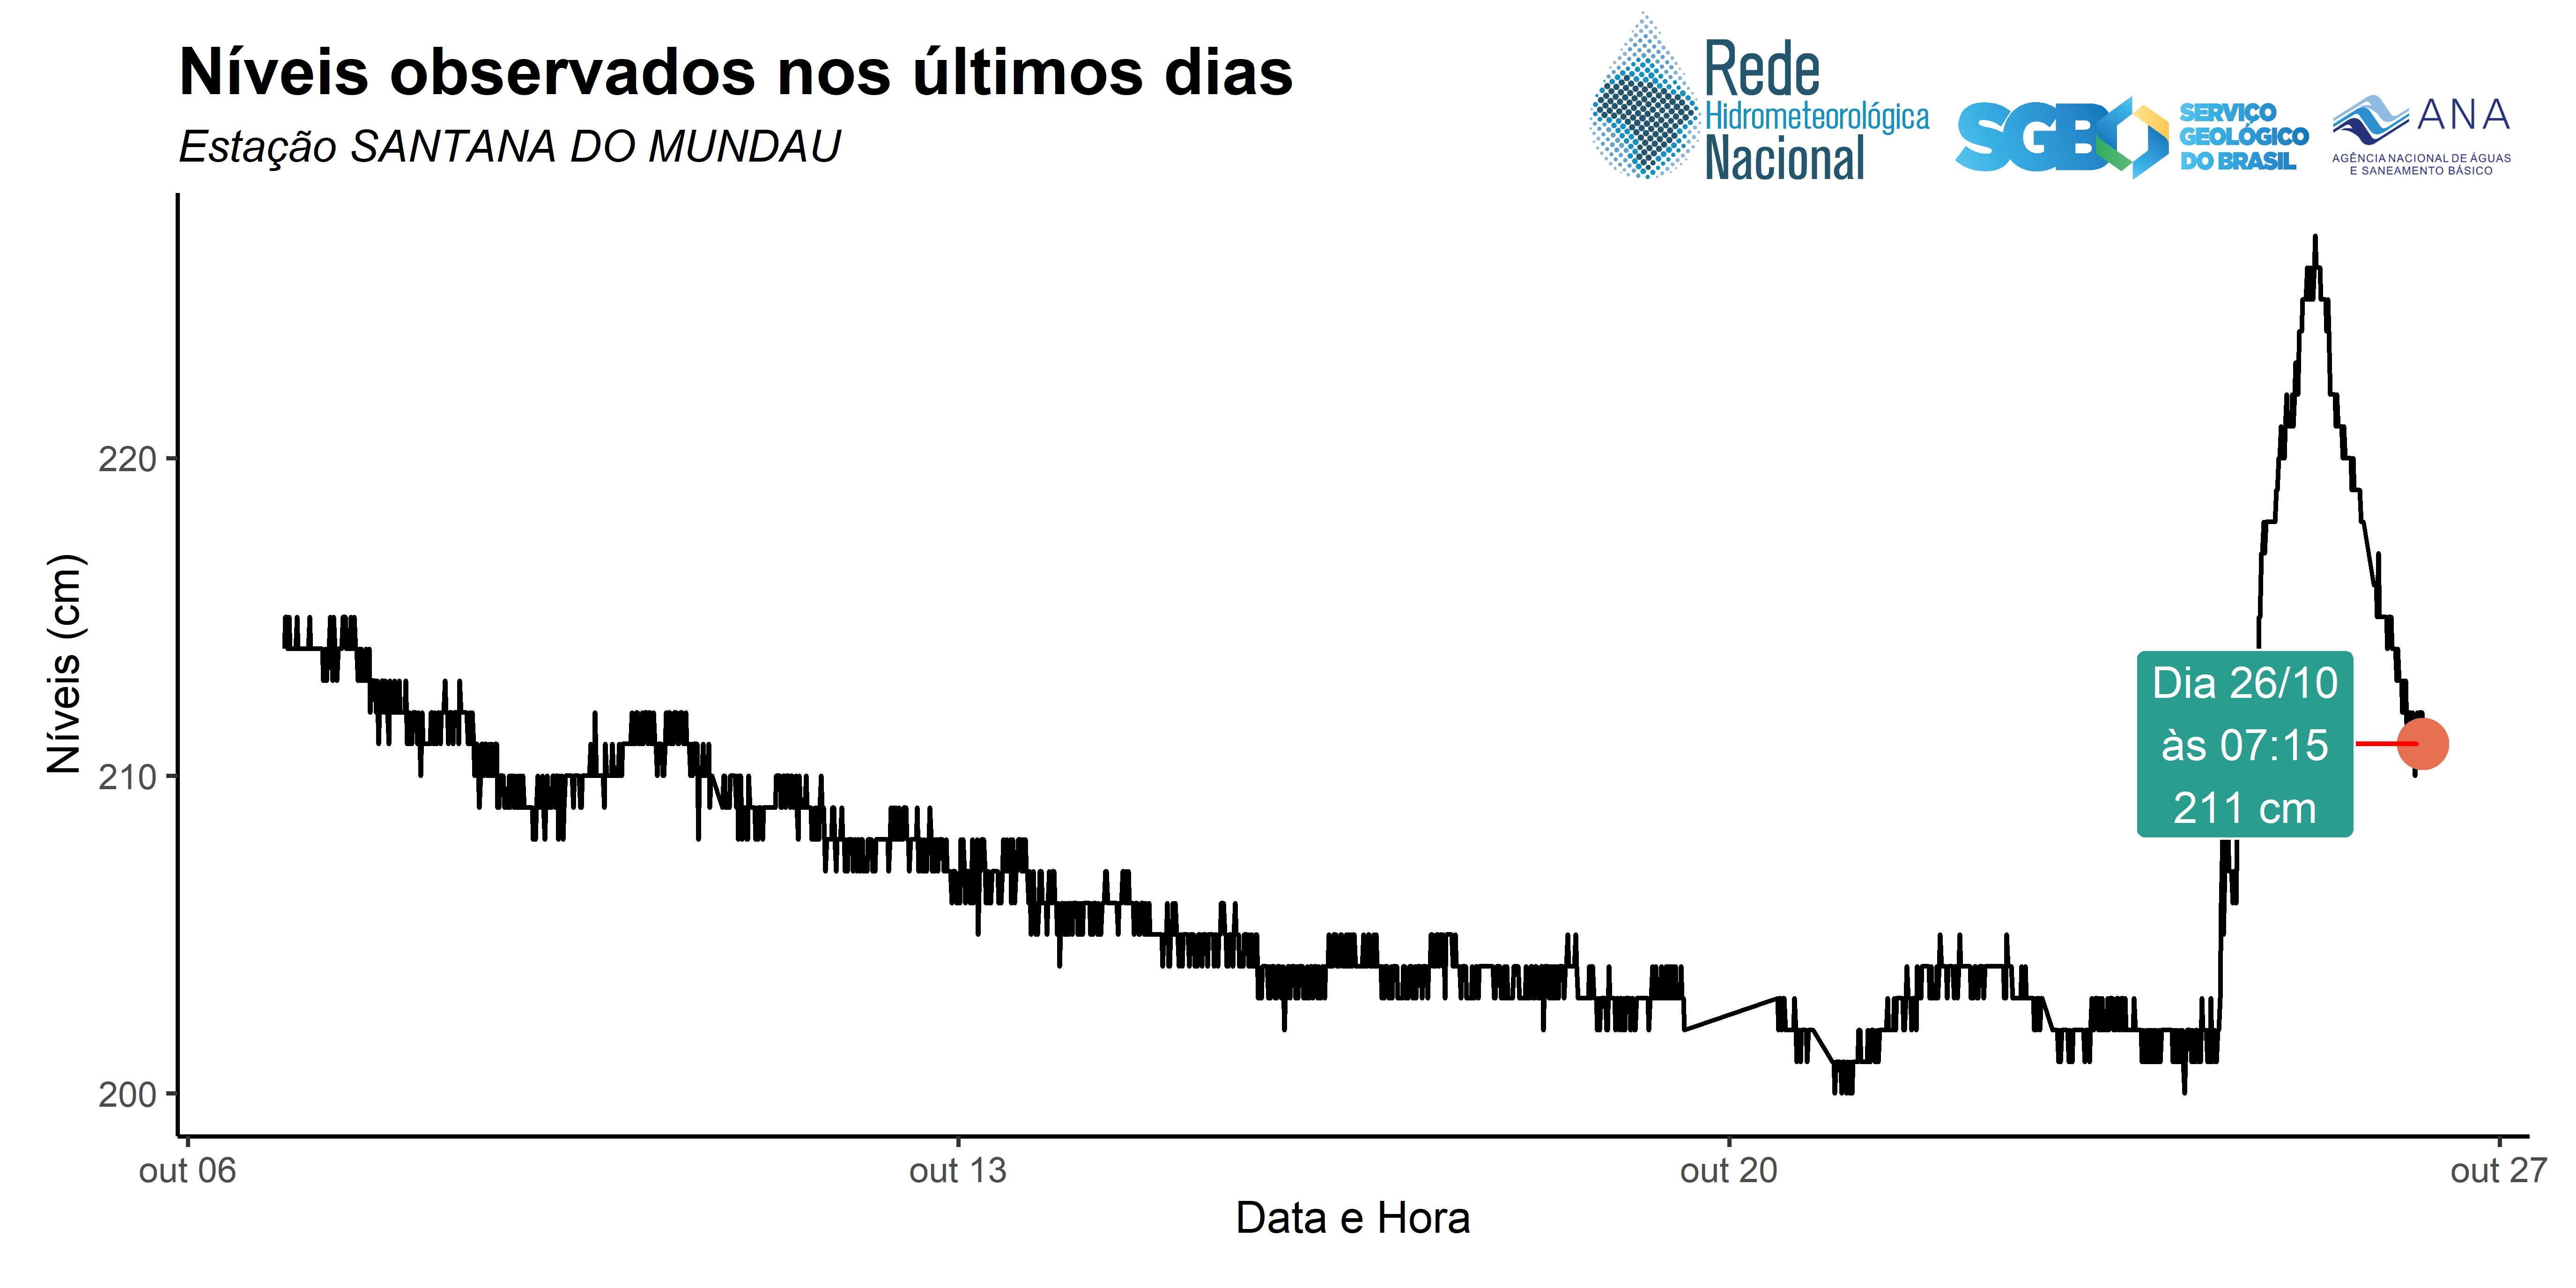 Níveis observados nos últimos dias
Estação SANTANA DO MUNDAU
Rede
Hidrometeorológica
Nacional
SGB
SERVIÇO
GEOLÓGICO
DO BRASIL
ANA
AGÊNCIA NACIONAL DE ÁGUAS
E SANEAMENTO BÁSICO
Níveis (cm)
220
210
200
Dia 26/10
às 07:15
211 cm
out 06
out 13
out 20
out 27
Data e Hora